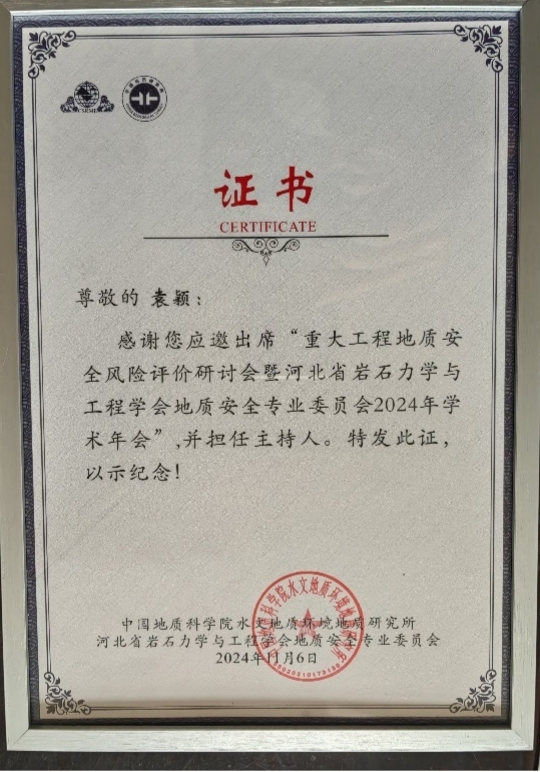 证书
CERTIFICATE
尊敬的 袁颖：
感谢您应邀出席“重大工程地质安
全风险评价研讨会暨河北省岩石力学与
工程学会地质安全专业委员会2024年学
术年会”,并担任主持人。特发此证，
以示纪念！
中国地质科学院水文地质环境地质研究所
河北省岩石力学与工程学会地质安全专业委员会
2024年11月6日